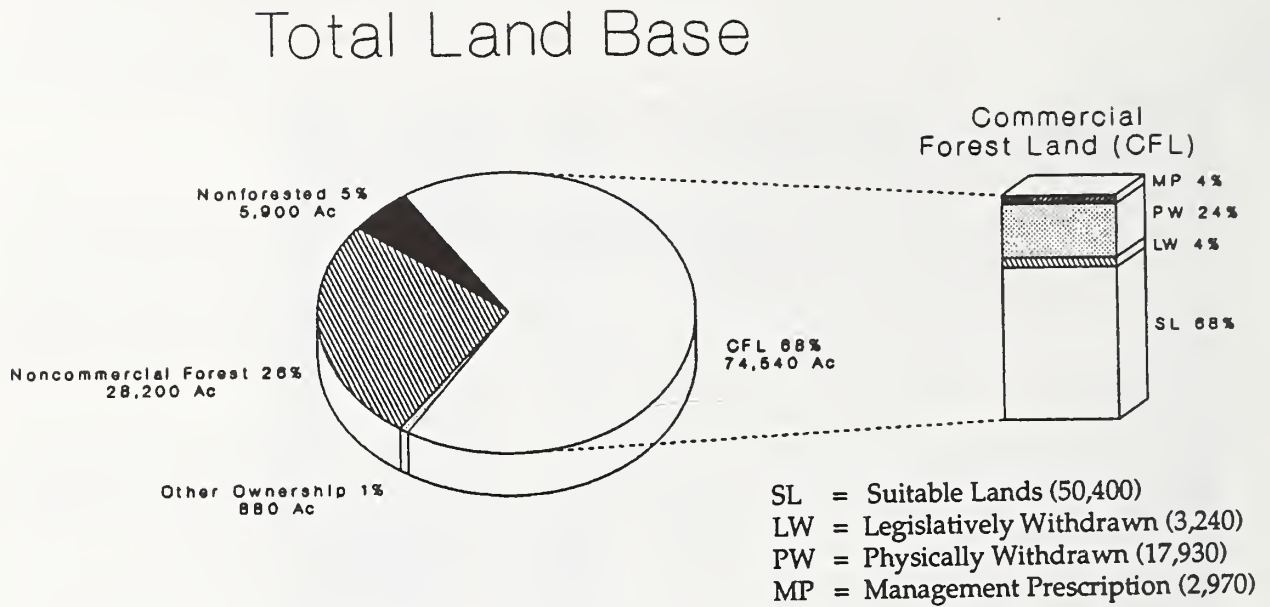 Total Land Base
Commercial
Forest Land (CFL)
Nonforested 5%
5,900 Ac
MP 4%
PW 24%
LW 4%
SL 68%
CFL 68%
74,540 Ac
Noncommercial Forest 26%
28,200 Ac
Other Ownership 1%
880 Ac
SL = Suitable Lands (50,400)
LW = Legislatively Withdrawn (3,240)
PW = Physically Withdrawn (17,930)
MP = Management Prescription (2,970)